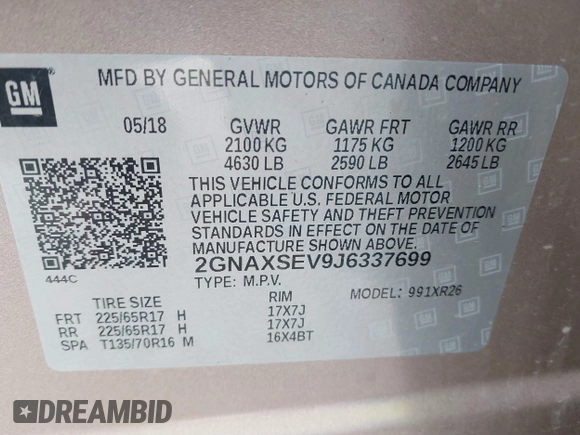 GM
MFD BY GENERAL MOTORS OF CANADA COMPANY
05/18 GVWR GAWR FRT GAWR RR
2100 KG 1175 KG 1200 KG
4630 LB 2590 LB 2645 LB
THIS VEHICLE CONFORMS TO ALL
APPLICABLE U.S. FEDERAL MOTOR
VEHICLE SAFETY AND THEFT PREVENTION
STANDARDS IN EFFECT ON THE DATE OF
MANUFACTURE SHOWN ABOVE.
2GNAXSEV9J6337699
444C TYPE: M.P.V. MODEL: 991XR26
TIRE SIZE RIM
FRT 225/65R17 H 17X7J
RR 225/65R17 H 17X7J
SPA T135/70R16 M 16X4BT
DREAMBID